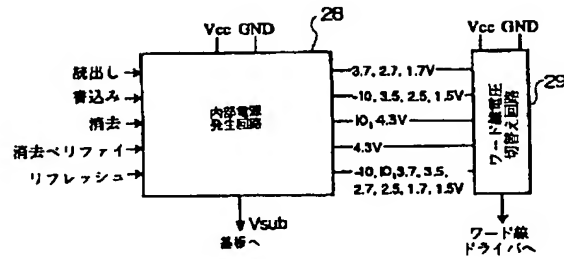 28
Vcc GND
Vcc GND
29
読出し
書込み
消去
消去ベリファイ
リフレッシュ
内部電源
発生回路
3.7, 2.7, 1.7V
-10, 3.5, 2.5, 1.5V
10, 4.3V
4.3V
-10, 10, 3.7, 3.5,
2.7, 2.5, 1.7, 1.5V
ワード線電圧
切替え回路
Vsub
基板へ
ワード線
ドライバへ